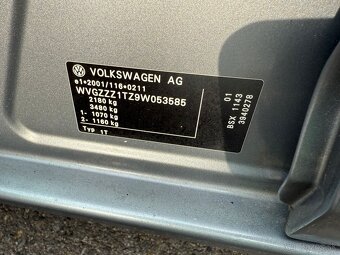 VOLKSWAGEN AG
e1*2001/116*0211
WVGZZZ1TZ9W053585
2180 kg
3480 kg
1- 1070 kg
2- 1160 kg
Typ 1T
01
BSX 1143
3940278